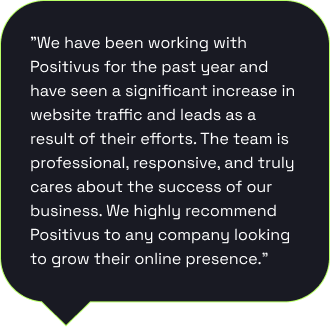 "We have been working with
Positivus for the past year and
have seen a significant increase in
website traffic and leads as a
result of their efforts. The team is
professional, responsive, and truly
cares about the success of our
business. We highly recommend
Positivus to any company looking
to grow their online presence."